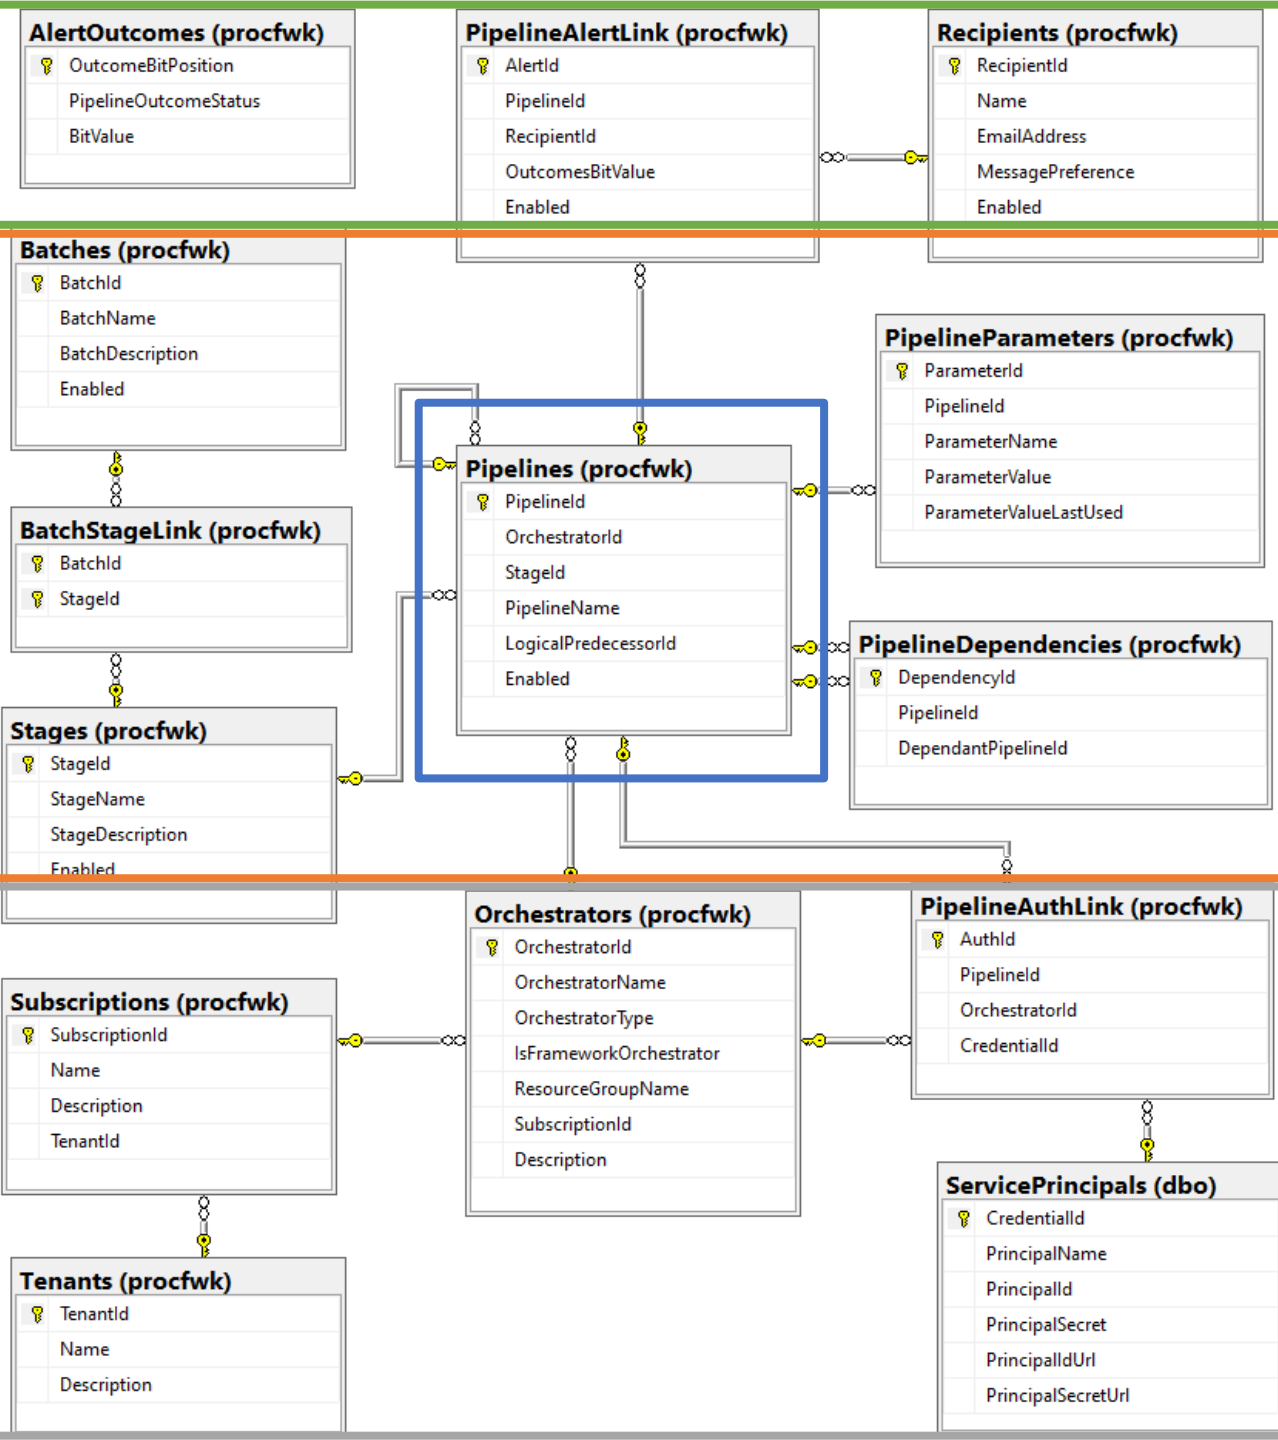 AlertOutcomes (procfwk)
OutcomeBitPosition
PipelineOutcomeStatus
BitValue
PipelineAlertLink (procfwk)
AlertId
PipelineId
RecipientId
OutcomesBitValue
Enabled
Recipients (procfwk)
RecipientId
Name
EmailAddress
MessagePreference
Enabled
Batches (procfwk)
BatchId
BatchName
BatchDescription
Enabled
PipelineParameters (procfwk)
ParameterId
PipelineId
ParameterName
ParameterValue
ParameterValueLastUsed
Pipelines (procfwk)
PipelineId
OrchestratorId
StageId
PipelineName
LogicalPredecessorId
Enabled
BatchStageLink (procfwk)
BatchId
StageId
PipelineDependencies (procfwk)
DependencyId
PipelineId
DependantPipelineId
Stages (procfwk)
StageId
StageName
StageDescription
Enabled
Orchestrators (procfwk)
OrchestratorId
OrchestratorName
OrchestratorType
IsFrameworkOrchestrator
ResourceGroupName
SubscriptionId
Description
PipelineAuthLink (procfwk)
AuthId
PipelineId
OrchestratorId
CredentialId
Subscriptions (procfwk)
SubscriptionId
Name
Description
TenantId
ServicePrincipals (dbo)
CredentialId
PrincipalName
PrincipalId
PrincipalSecret
PrincipalIdUrl
PrincipalSecretUrl
Tenants (procfwk)
TenantId
Name
Description